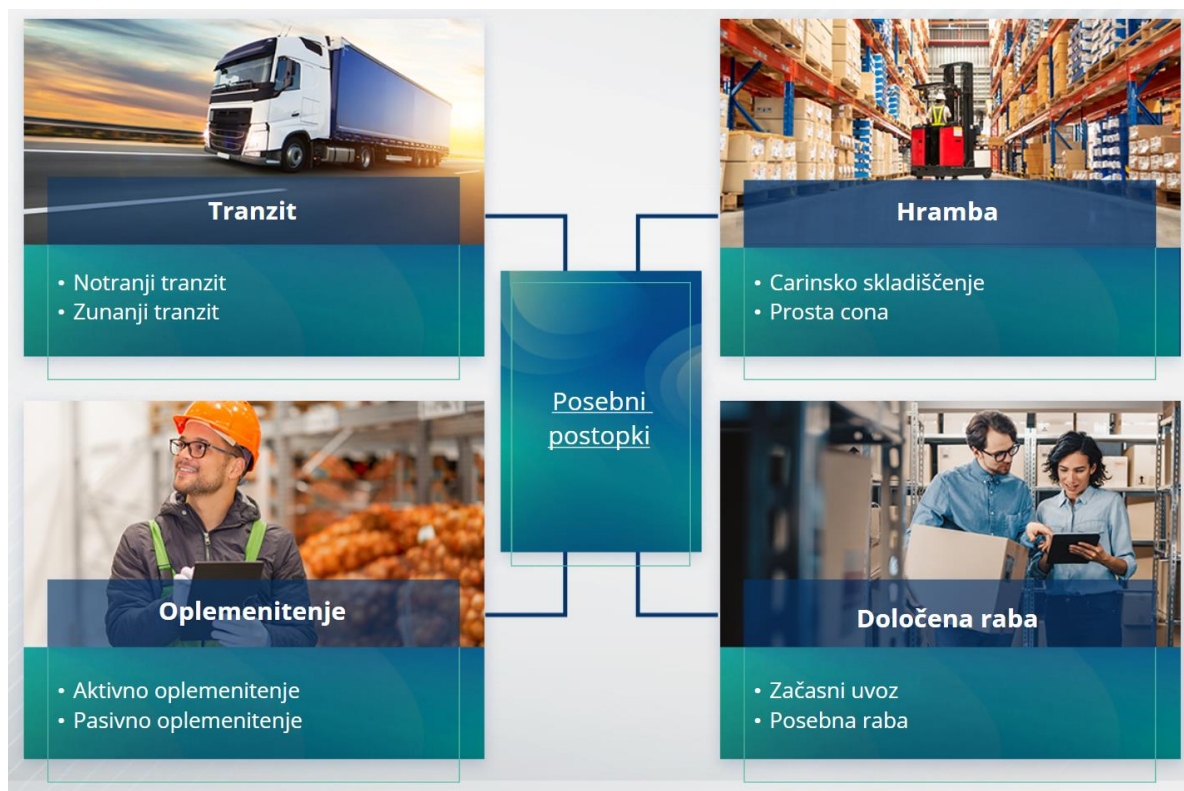 Tranzit
• Notranji tranzit
• Zunanji tranzit
Hramba
• Carinsko skladiščenje
• Prosta cona
Posebni
postopki
Oplemenitenje
• Aktivno oplemenitenje
• Pasivno oplemenitenje
Določena raba
• Začasni uvoz
• Posebna raba